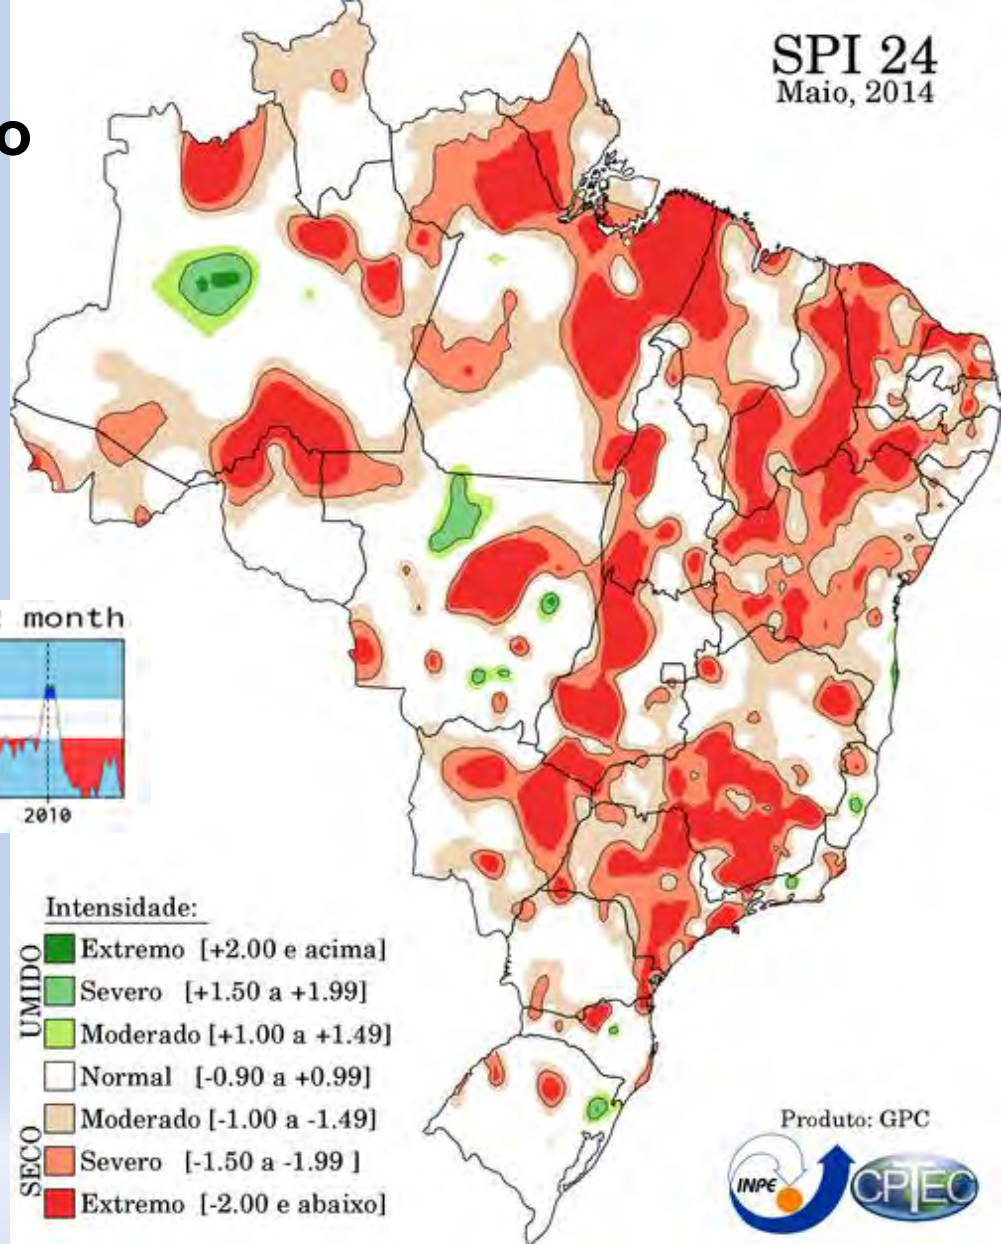 SPI 24
Maio, 2014
o
month
2010
Intensidade:
UMIDO
Extremo [+2.00 e acima]
Severo [+1.50 a +1.99]
Moderado [+1.00 a +1.49]
Normal [-0.90 a +0.99]
SECO
Moderado [-1.00 a -1.49]
Severo [-1.50 a -1.99 ]
Extremo [-2.00 e abaixo]
Produto: GPC
INPE
CPTEC